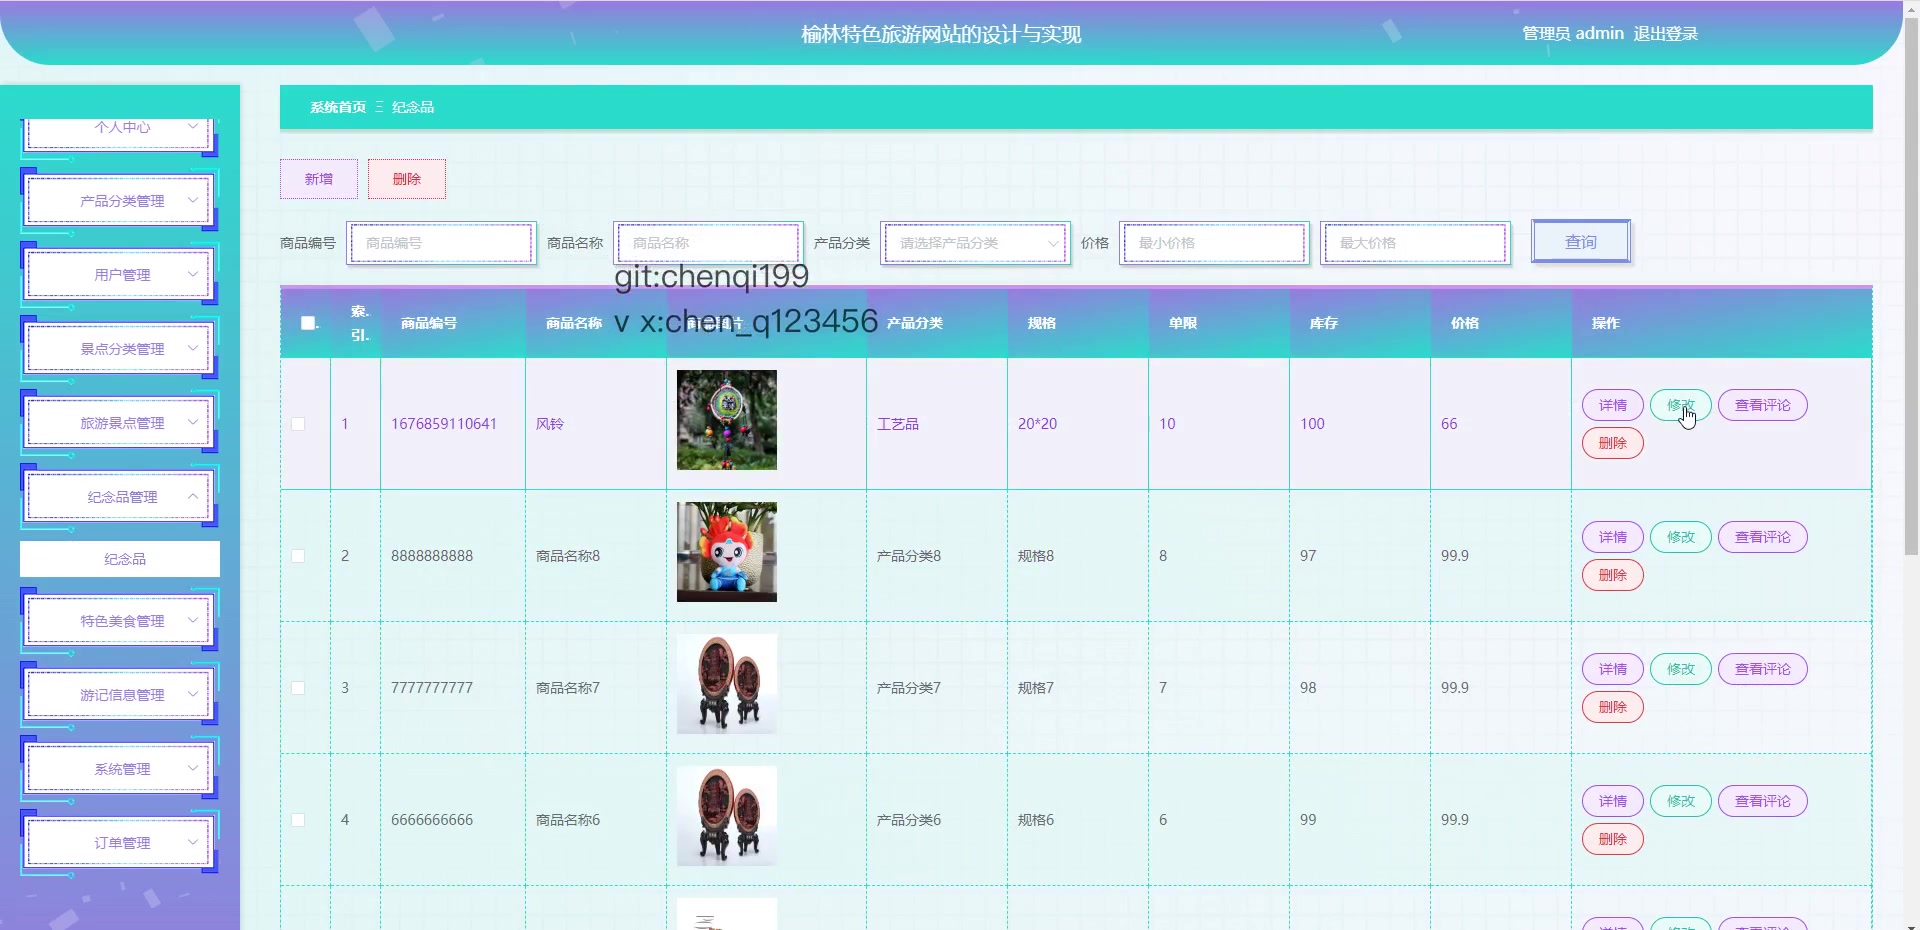 榆林特色旅游网站的设计与实现
管理员 admin 退出登录
个人中心
产品分类管理
用户管理
景点分类管理
旅游景点管理
纪念品管理
纪念品
特色美食管理
游记信息管理
系统管理
订单管理
系统首页 Ξ 纪念品
新增 删除
商品编号 商品编号 商品名称 商品名称 产品分类 请选择产品分类 价格 最小价格 最大价格 查询
git:chenqi199
v x:chen_q123456
索引 商品编号 商品名称 商品图片 产品分类 规格 单限 库存 价格 操作
1 1676859110641 风铃 工艺品 20*20 10 100 66 详情 修改 查看评论
删除
2 8888888888 商品名称8 产品分类8 规格8 8 97 99.9 详情 修改 查看评论
删除
3 7777777777 商品名称7 产品分类7 规格7 7 98 99.9 详情 修改 查看评论
删除
4 6666666666 商品名称6 产品分类6 规格6 6 99 99.9 详情 修改 查看评论
删除
详情 修改 查看评论